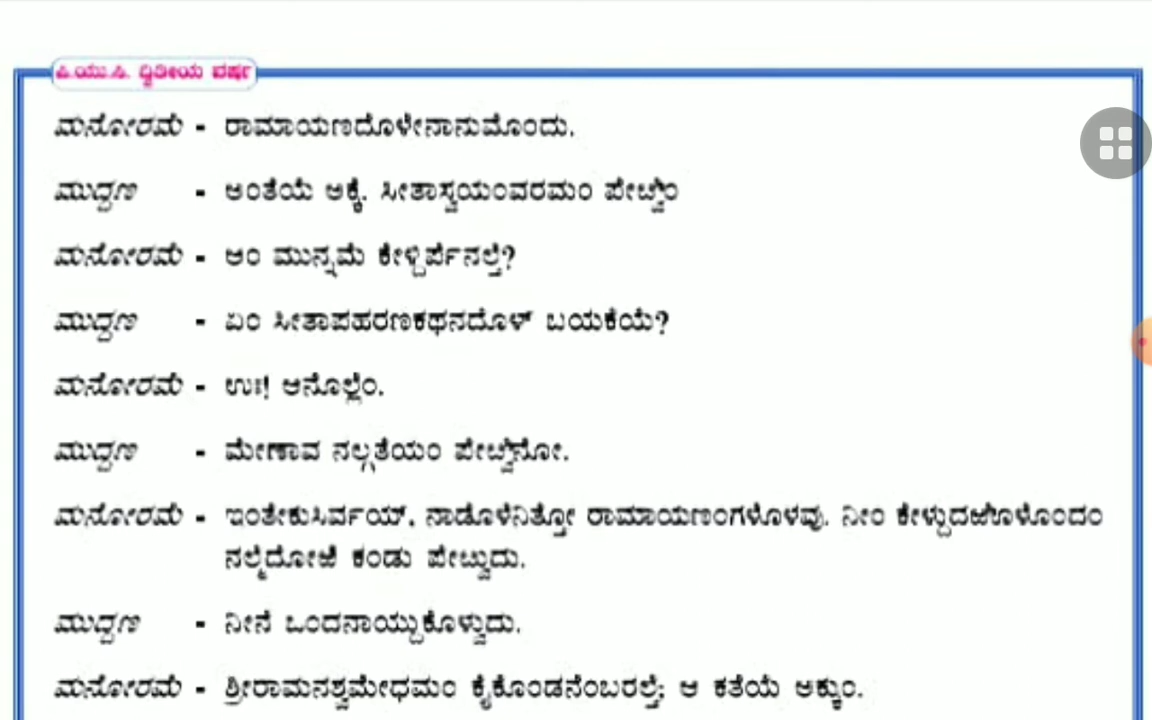 ಪಿ.ಯು.ಸಿ. ದ್ವಿತೀಯ ವರ್ಷ
ಮನೋರಮೆ - ರಾಮಾಯಣದೊಳೇನಾನುಮೊಂದು.
ಮುದ್ದಣ - ಅಂತೆಯೆ ಅಕ್ಕೆ. ಸೀತಾಸ್ವಯಂವರಮಂ ಪೇೞ್ವೆಂ
ಮನೋರಮೆ - ಆಂ ಮುನ್ನಮೆ ಕೇಳ್ದಿರ್ಪೆನಲ್ತೆ?
ಮುದ್ದಣ - ಏಂ ಸೀತಾಪಹರಣಕಥನದೊಳ್ ಬಯಕೆಯೆ?
ಮನೋರಮೆ - ಉಃ! ಆನೊಲ್ಲೆಂ.
ಮುದ್ದಣ - ಮೇಣಾವ ನಲ್ಗತೆಯಂ ಪೇೞ್ವೆನೋ.
ಮನೋರಮೆ - ಇಂತೇಕುಸಿರ್ವಯ್. ನಾಡೊಳೆನಿತ್ತೋ ರಾಮಾಯಣಂಗಳೊಳವು. ನೀಂ ಕೇಳ್ದುದಱೊಳೊಂದಂ
ನಲ್ಮೆದೋಱೆ ಕಂಡು ಪೇೞ್ವುದು.
ಮುದ್ದಣ - ನೀನೆ ಒಂದನಾಯ್ದುಕೊಳ್ವುದು.
ಮನೋರಮೆ - ಶ್ರೀರಾಮನಶ್ವಮೇಧಮಂ ಕೈಕೊಂಡನೆಂಬರಲ್ತೆ; ಆ ಕತೆಯೆ ಅಕ್ಕುಂ.